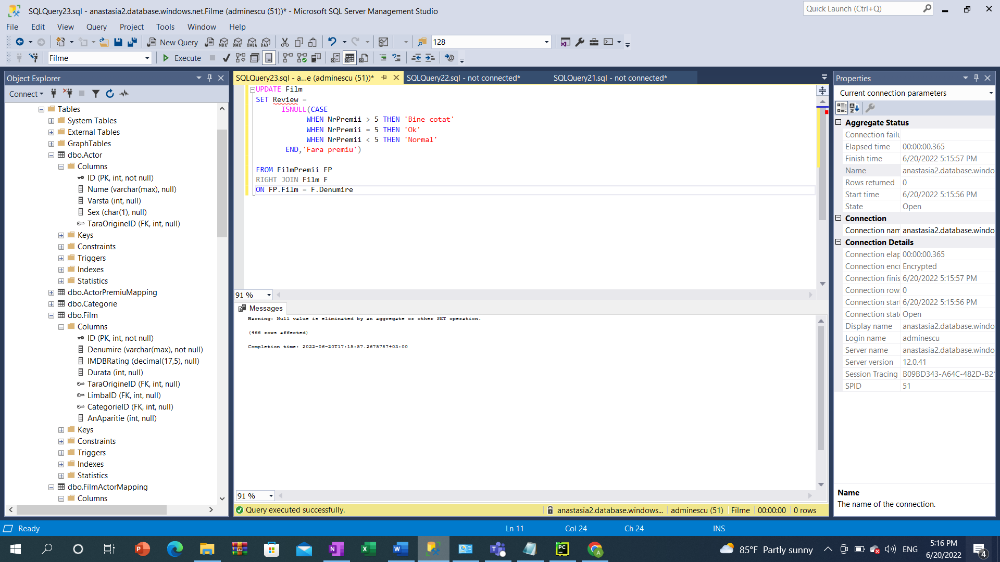 SQLQuery23.sql - anastasia2.database.windows.net.Filme (adminescu (51))* - Microsoft SQL Server Management Studio
Quick Launch (Ctrl+Q)
File Edit View Query Project Tools Window Help
New Query MDX DMX XMLA DAX 128
Filme Execute
Object Explorer
Connect
Tables
System Tables
External Tables
GraphTables
dbo.Actor
Columns
ID (PK, int, not null)
Nume (varchar(max), null)
Varsta (int, null)
Sex (char(1), null)
TaraOrigineID (FK, int, null)
Keys
Constraints
Triggers
Indexes
Statistics
dbo.ActorPremiuMapping
dbo.Categorie
dbo.Film
Columns
ID (PK, int, not null)
Denumire (varchar(max), not null)
IMDBRating (decimal(17,5), null)
Durata (int, null)
TaraOrigineID (FK, int, null)
LimbaID (FK, int, null)
CategorieID (FK, int, null)
AnAparitie (int, null)
Keys
Constraints
Triggers
Indexes
Statistics
dbo.FilmActorMapping
Columns
SQLQuery23.sql - a...e (adminescu (51))* SQLQuery22.sql - not connected* SQLQuery21.sql - not connected*
UPDATE Film
SET Review =
ISNULL(CASE
WHEN NrPremii > 5 THEN 'Bine cotat'
WHEN NrPremii = 5 THEN 'Ok'
WHEN NrPremii < 5 THEN 'Normal'
END,'Fara premiu')
FROM FilmPremii FP
RIGHT JOIN Film F
ON FP.Film = F.Denumire
91 %
Messages
Warning: Null value is eliminated by an aggregate or other SET operation.
(466 rows affected)
Completion time: 2022-06-20T17:15:57.2675787+03:00
91 %
Query executed successfully. anastasia2.database.windows... adminescu (51) Filme 00:00:00 0 rows
Properties
Current connection parameters
Aggregate Status
Connection failu
Elapsed time 00:00:00.365
Finish time 6/20/2022 5:15:57 PM
Name anastasia2.database.windo
Rows returned 0
Start time 6/20/2022 5:15:56 PM
State Open
Connection
Connection nam anastasia2.database.windo
Connection Details
Connection elap 00:00:00.365
Connection encr Encrypted
Connection finis 6/20/2022 5:15:57 PM
Connection row 0
Connection star 6/20/2022 5:15:56 PM
Connection state Open
Display name anastasia2.database.windo
Login name adminescu
Server name anastasia2.database.windo
Server version 12.0.41
Session Tracing B09BD343-A64C-482D-B21
SPID 51
Name
The name of the connection.
Ready Ln 11 Col 24 Ch 24 INS
85°F Partly sunny ENG
5:16 PM
6/20/2022
4